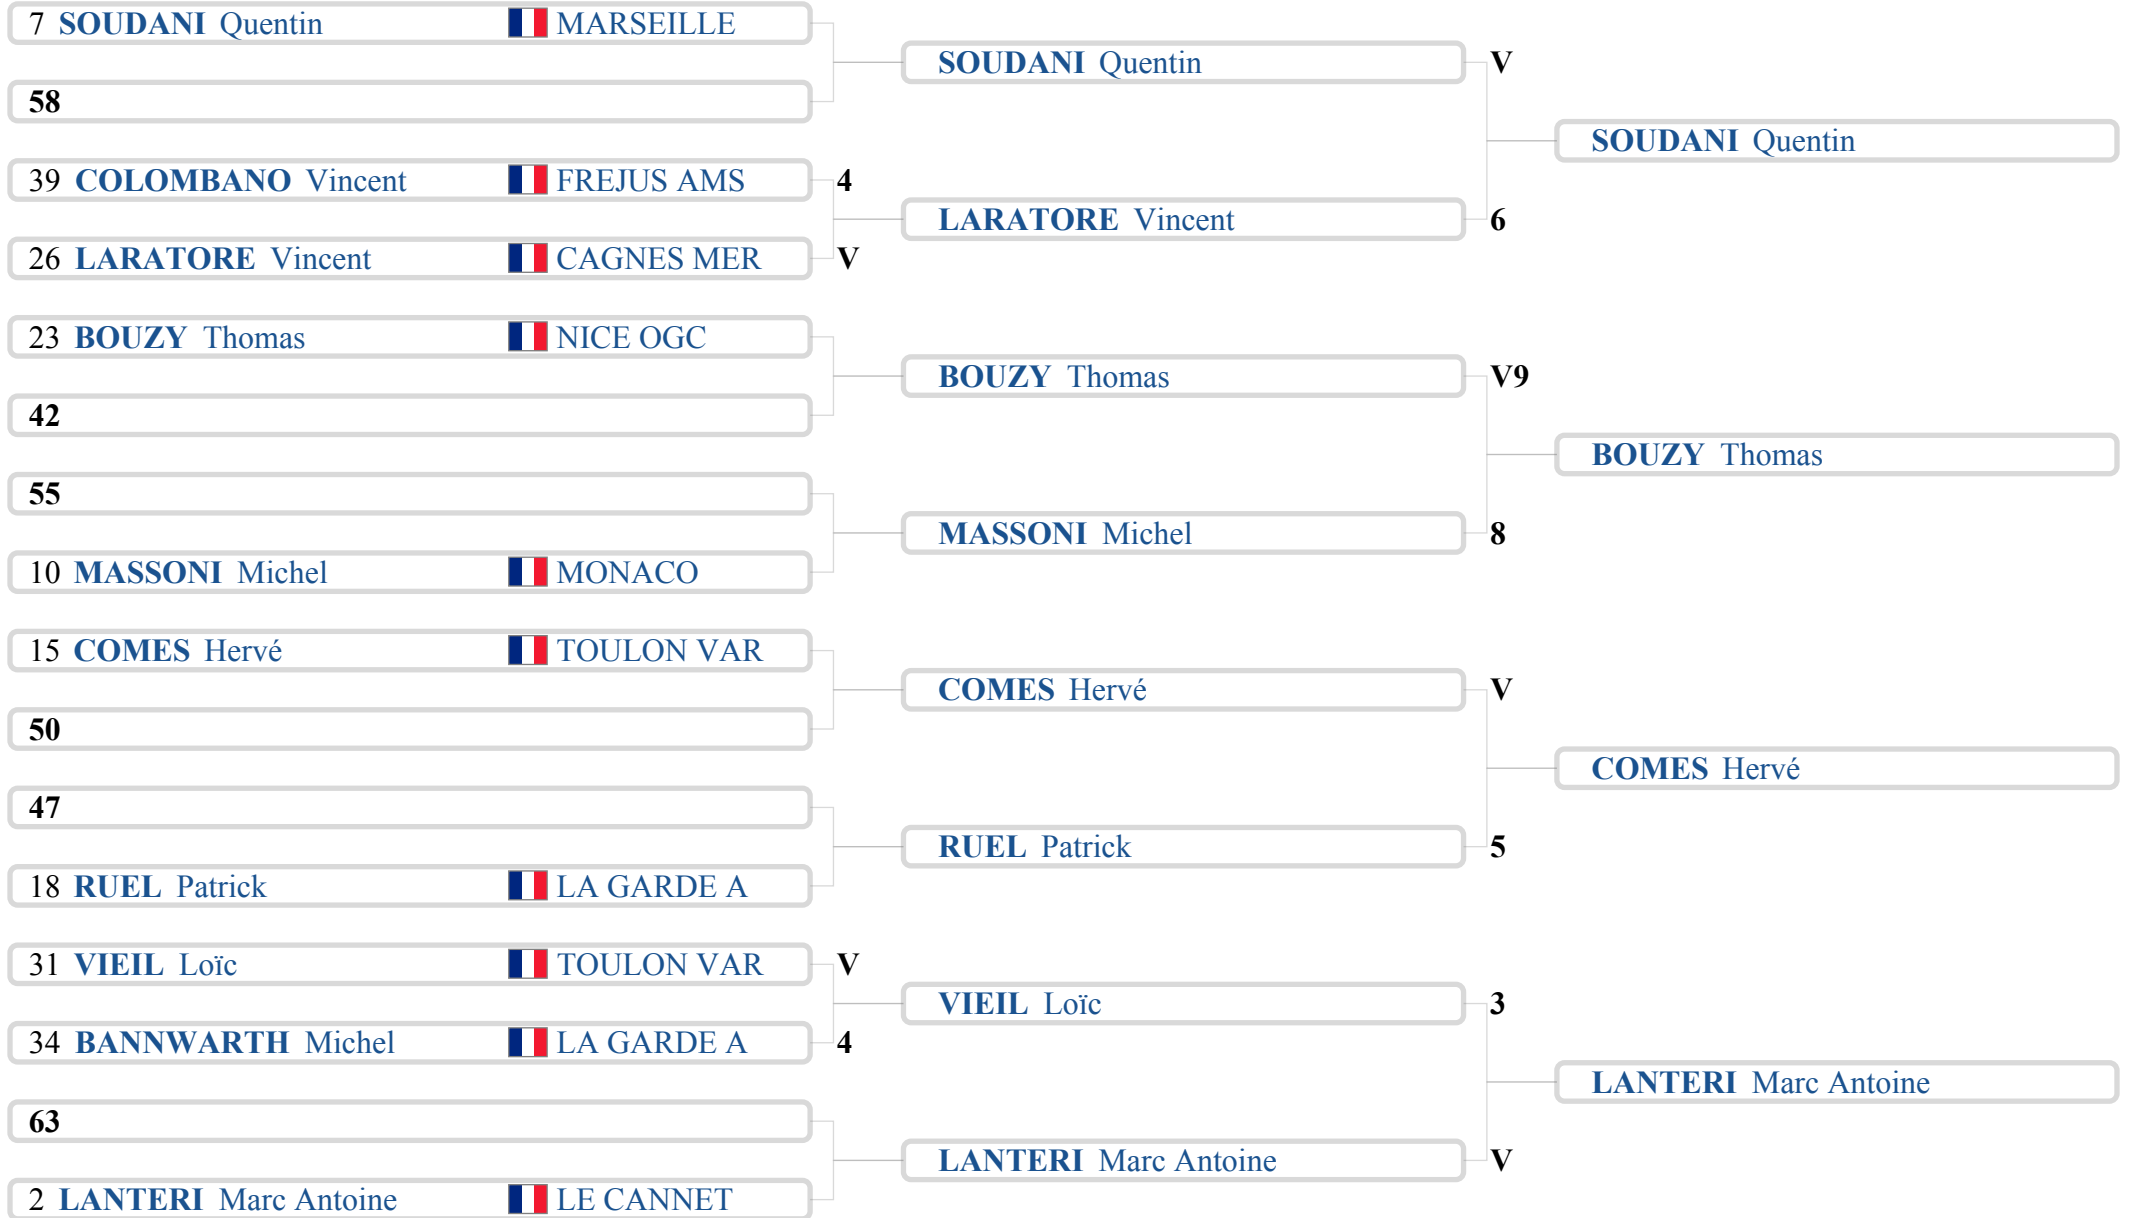 7 SOUDANI Quentin MARSEILLE
58
39 COLOMBANO Vincent FREJUS AMS 4
26 LARATORE Vincent CAGNES MER V
23 BOUZY Thomas NICE OGC
42
55
10 MASSONI Michel MONACO
15 COMES Hervé TOULON VAR
50
47
18 RUEL Patrick LA GARDE A
31 VIEIL Loïc TOULON VAR V
34 BANNWARTH Michel LA GARDE A 4
63
2 LANTERI Marc Antoine LE CANNET
SOUDANI Quentin V
LARATORE Vincent 6
BOUZY Thomas V9
MASSONI Michel 8
COMES Hervé V
RUEL Patrick 5
VIEIL Loïc 3
LANTERI Marc Antoine V
SOUDANI Quentin
BOUZY Thomas
COMES Hervé
LANTERI Marc Antoine